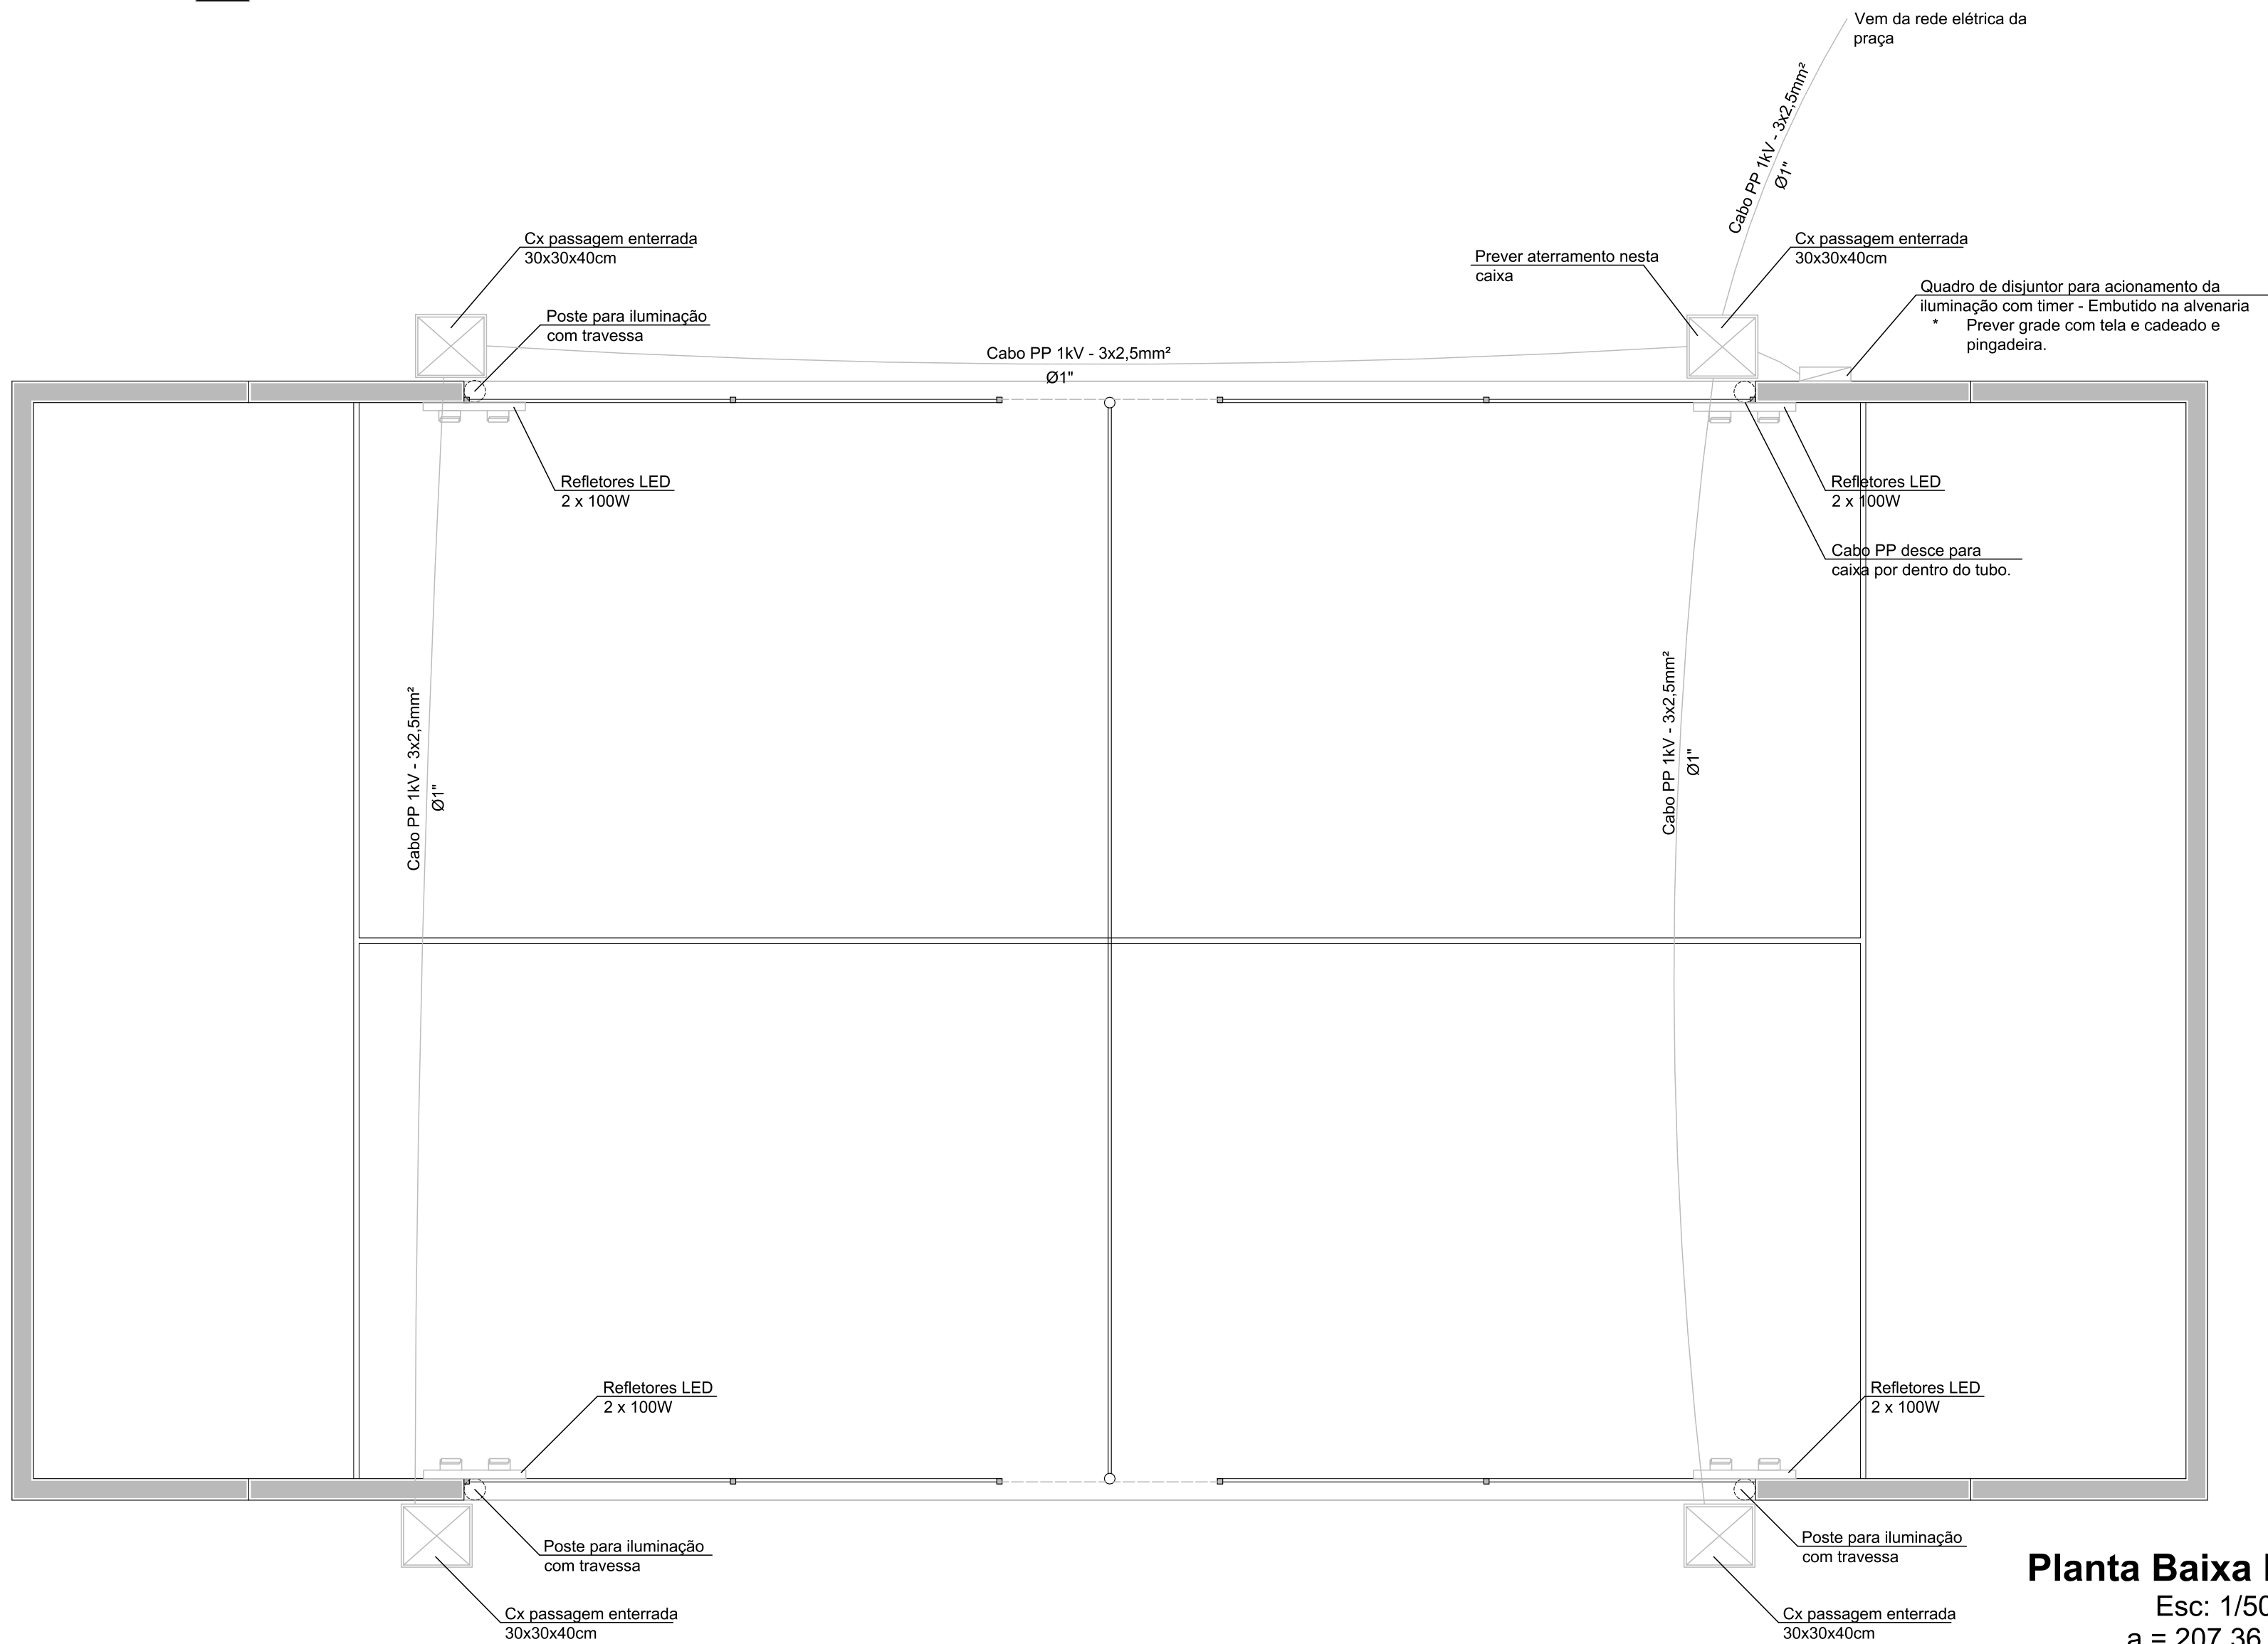 Vem da rede elétrica da
praça
Cabo PP 1kV - 3x2,5mm²
Ø1"
Cx passagem enterrada
30x30x40cm
Prever aterramento nesta
caixa
Cx passagem enterrada
30x30x40cm
Quadro de disjuntor para acionamento da
iluminação com timer - Embutido na alvenaria
* Prever grade com tela e cadeado e
pingadeira.
Poste para iluminação
com travessa
Cabo PP 1kV - 3x2,5mm²
Ø1"
Refletores LED
2 x 100W
Refletores LED
2 x 100W
Cabo PP desce para
caixa por dentro do tubo.
Cabo PP 1kV - 3x2,5mm²
Ø1"
Cabo PP 1kV - 3x2,5mm²
Ø1"
Refletores LED
2 x 100W
Refletores LED
2 x 100W
Poste para iluminação
com travessa
Poste para iluminação
com travessa
Cx passagem enterrada
30x30x40cm
Cx passagem enterrada
30x30x40cm
Planta Baixa
Esc: 1/50
a = 207,36